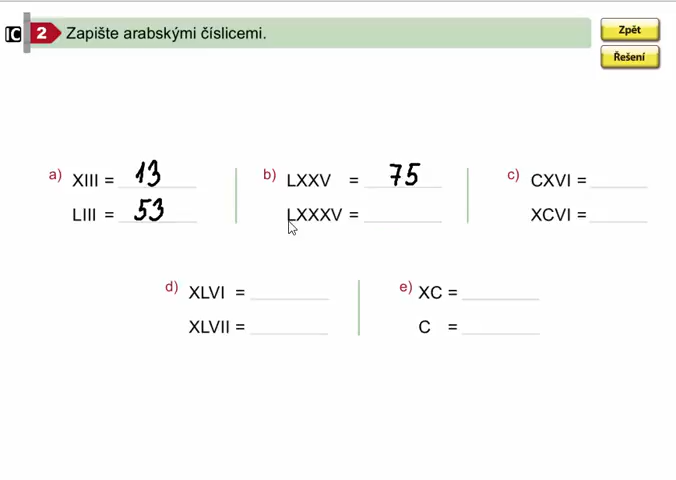 IC 2 Zapište arabskými číslicemi.
Zpět
Řešení
a) XIII = 13
LIII = 53
b) LXXV = 75
LXXXV =
c) CXVI =
XCVI =
d) XLVI =
XLVII =
e) XC =
C =